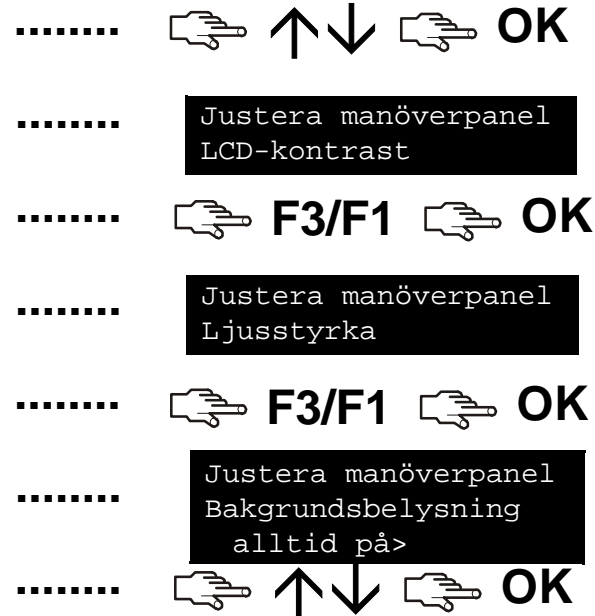 ........ ↑↓ OK
........ Justera manöverpanel
LCD-kontrast
........ F3/F1 OK
........ Justera manöverpanel
Ljusstyrka
........ F3/F1 OK
........ Justera manöverpanel
Bakgrundsbelysning
alltid på>
........ ↑↓ OK